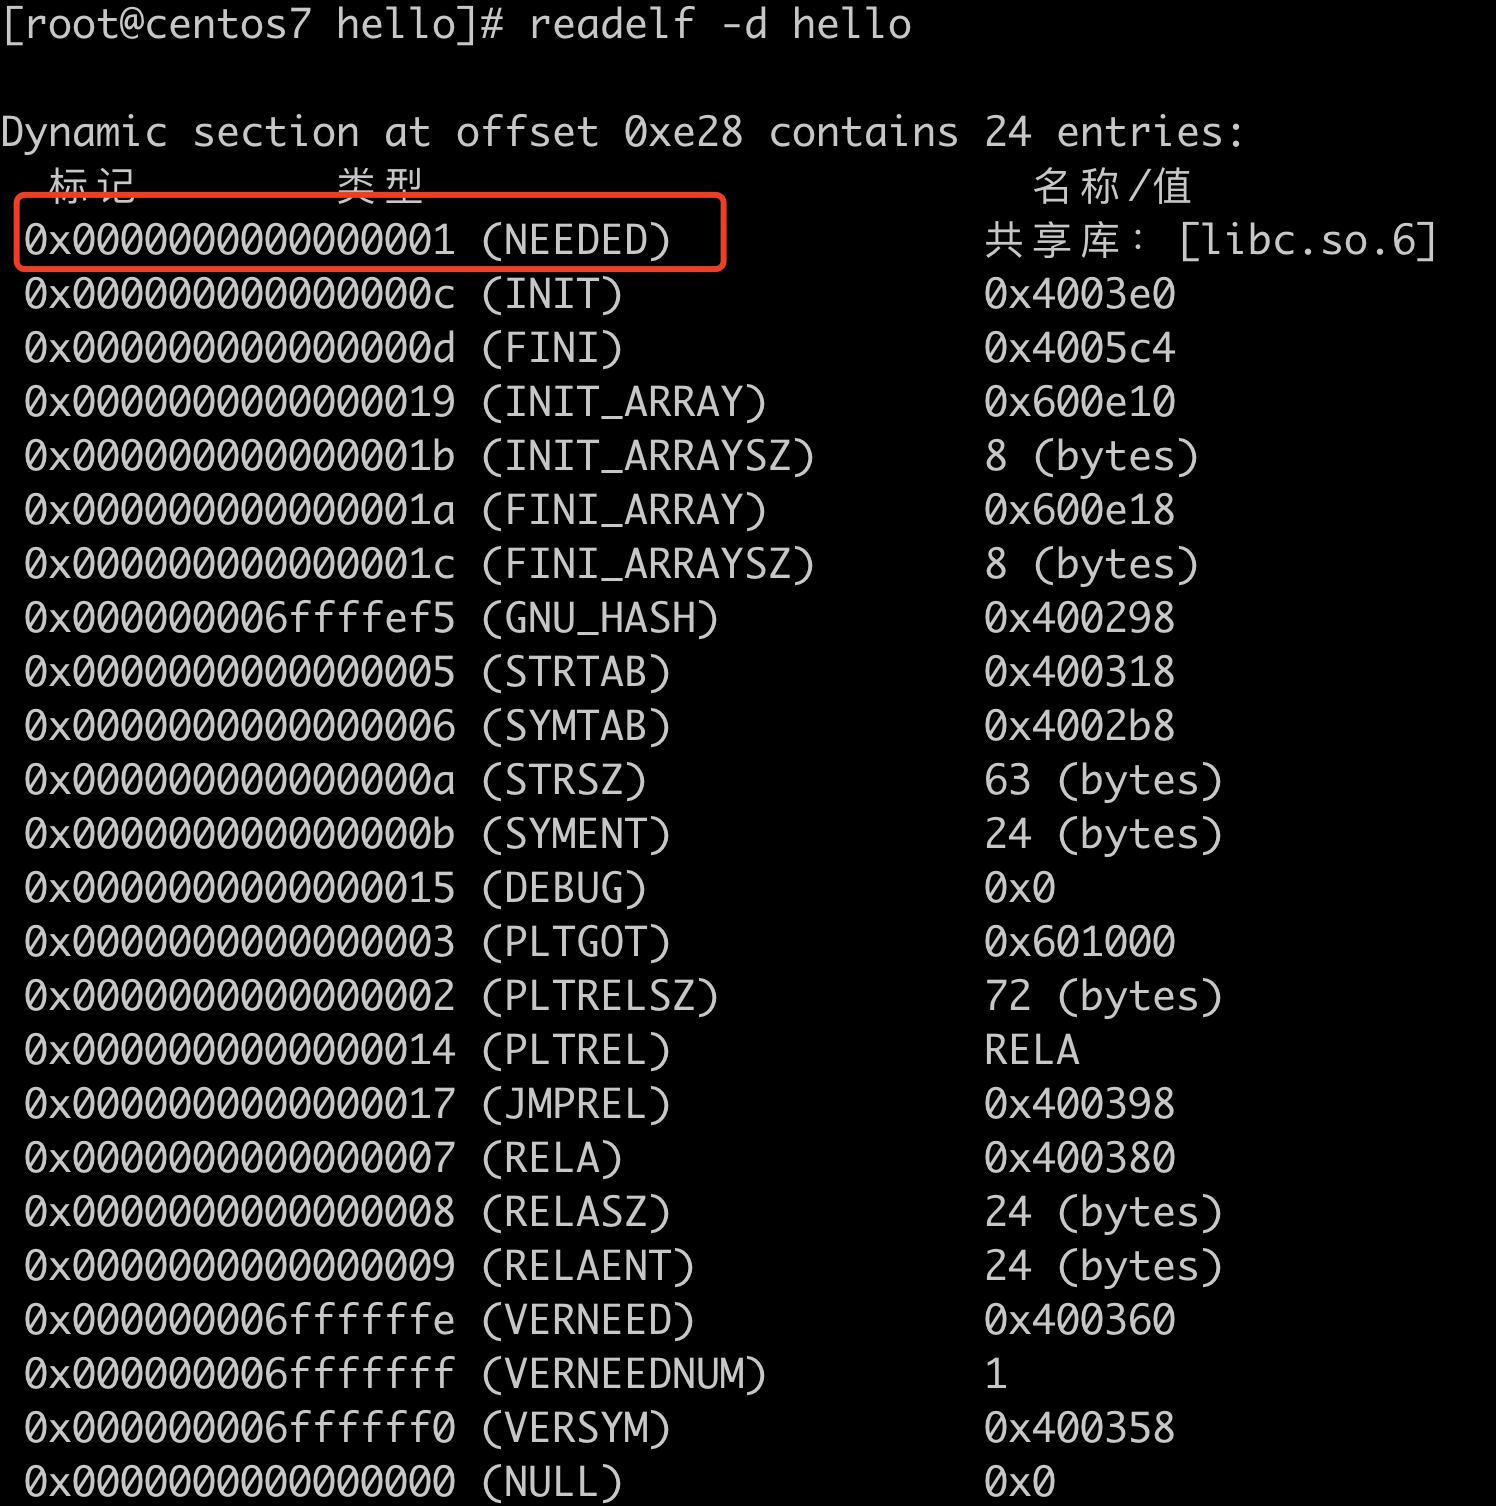 [root@centos7 hello]# readelf -d hello
Dynamic section at offset 0xe28 contains 24 entries:
标记 类型 名称/值
0x0000000000000001 (NEEDED) 共享库：[libc.so.6]
0x000000000000000c (INIT) 0x4003e0
0x000000000000000d (FINI) 0x4005c4
0x0000000000000019 (INIT_ARRAY) 0x600e10
0x000000000000001b (INIT_ARRAYSZ) 8 (bytes)
0x000000000000001a (FINI_ARRAY) 0x600e18
0x000000000000001c (FINI_ARRAYSZ) 8 (bytes)
0x000000006ffffef5 (GNU_HASH) 0x400298
0x0000000000000005 (STRTAB) 0x400318
0x0000000000000006 (SYMTAB) 0x4002b8
0x000000000000000a (STRSZ) 63 (bytes)
0x000000000000000b (SYMENT) 24 (bytes)
0x0000000000000015 (DEBUG) 0x0
0x0000000000000003 (PLTGOT) 0x601000
0x0000000000000002 (PLTRELSZ) 72 (bytes)
0x0000000000000014 (PLTREL) RELA
0x0000000000000017 (JMPREL) 0x400398
0x0000000000000007 (RELA) 0x400380
0x0000000000000008 (RELASZ) 24 (bytes)
0x0000000000000009 (RELAENT) 24 (bytes)
0x000000006ffffffe (VERNEED) 0x400360
0x000000006fffffff (VERNEEDNUM) 1
0x000000006ffffff0 (VERSYM) 0x400358
0x0000000000000000 (NULL) 0x0